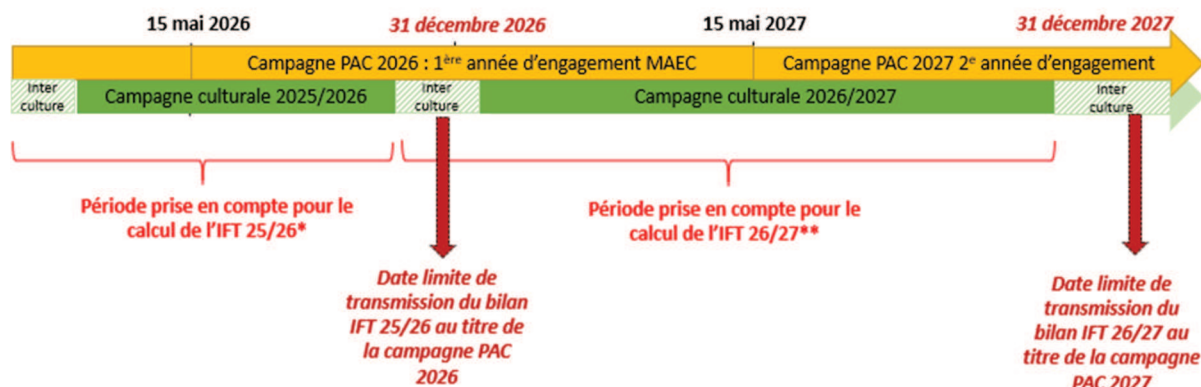 15 mai 2026
31 décembre 2026
15 mai 2027
31 décembre 2027
Campagne PAC 2026 : 1ère année d’engagement MAEC
Campagne PAC 2027 2e année d’engagement
Inter
culture
Campagne culturale 2025/2026
Inter
culture
Campagne culturale 2026/2027
Inter
culture
Période prise en compte pour le
calcul de l’IFT 25/26*
Période prise en compte pour le
calcul de l’IFT 26/27**
Date limite de
transmission du bilan
IFT 25/26 au titre de
la campagne PAC
2026
Date limite de
transmission du
bilan IFT 26/27 au
titre de la campagne
PAC 2027